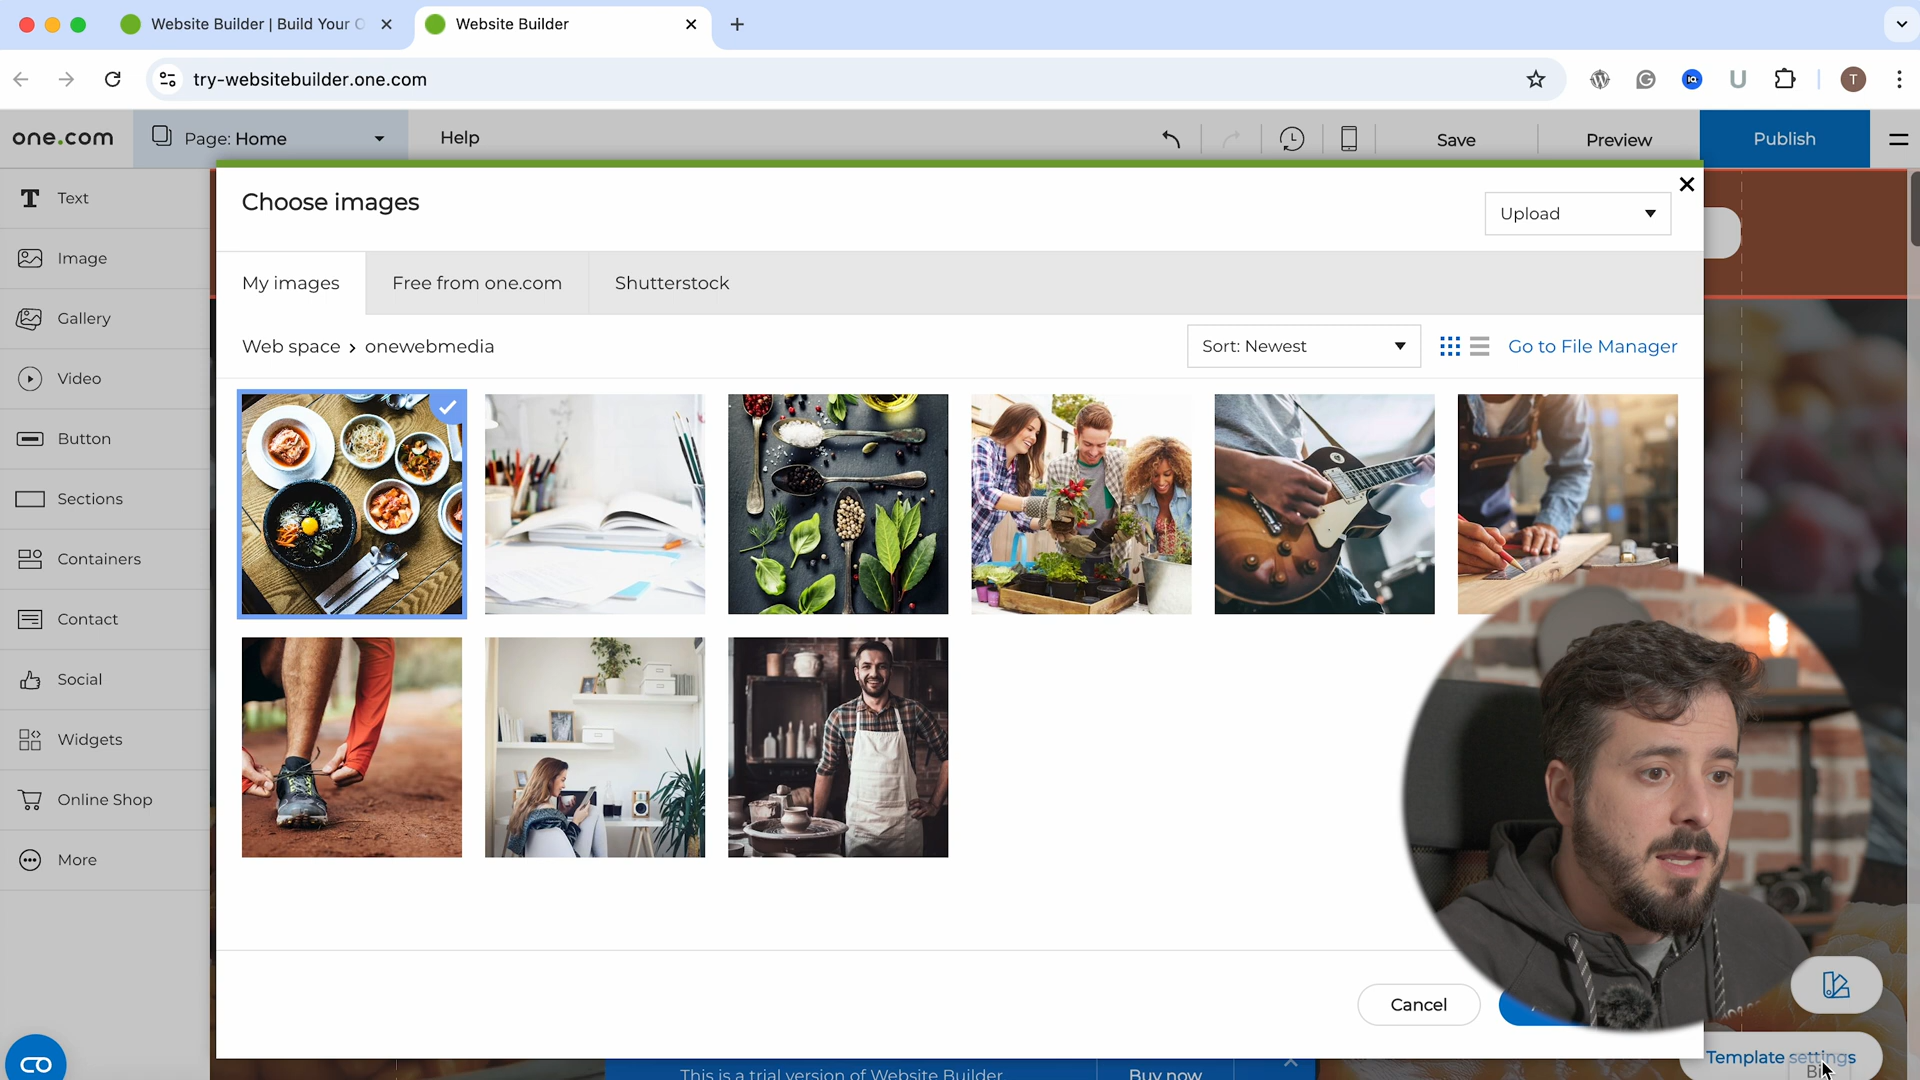 Website Builder | Build Your O
Website Builder
try-websitebuilder.one.com
T
one.com
Page: Home
Help
Save
Preview
Publish
Text
Image
Gallery
Video
Button
Sections
Containers
Contact
Social
Widgets
Online Shop
More
Choose images
Upload
My images
Free from one.com
Shutterstock
Web space › onewebmedia
Sort: Newest
Go to File Manager
Cancel
Template settings
This is a trial version of Website Builder.
Buy now